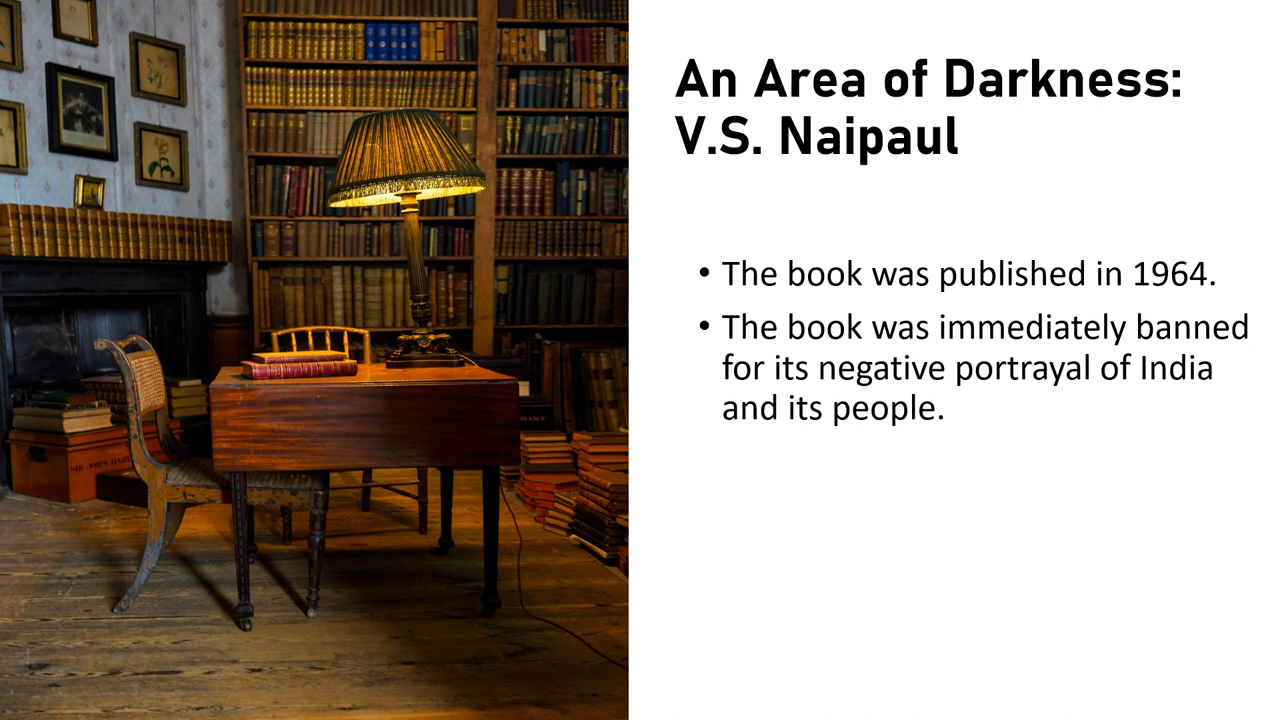 An Area of Darkness:
V.S. Naipaul
• The book was published in 1964.
• The book was immediately banned
for its negative portrayal of India
and its people.